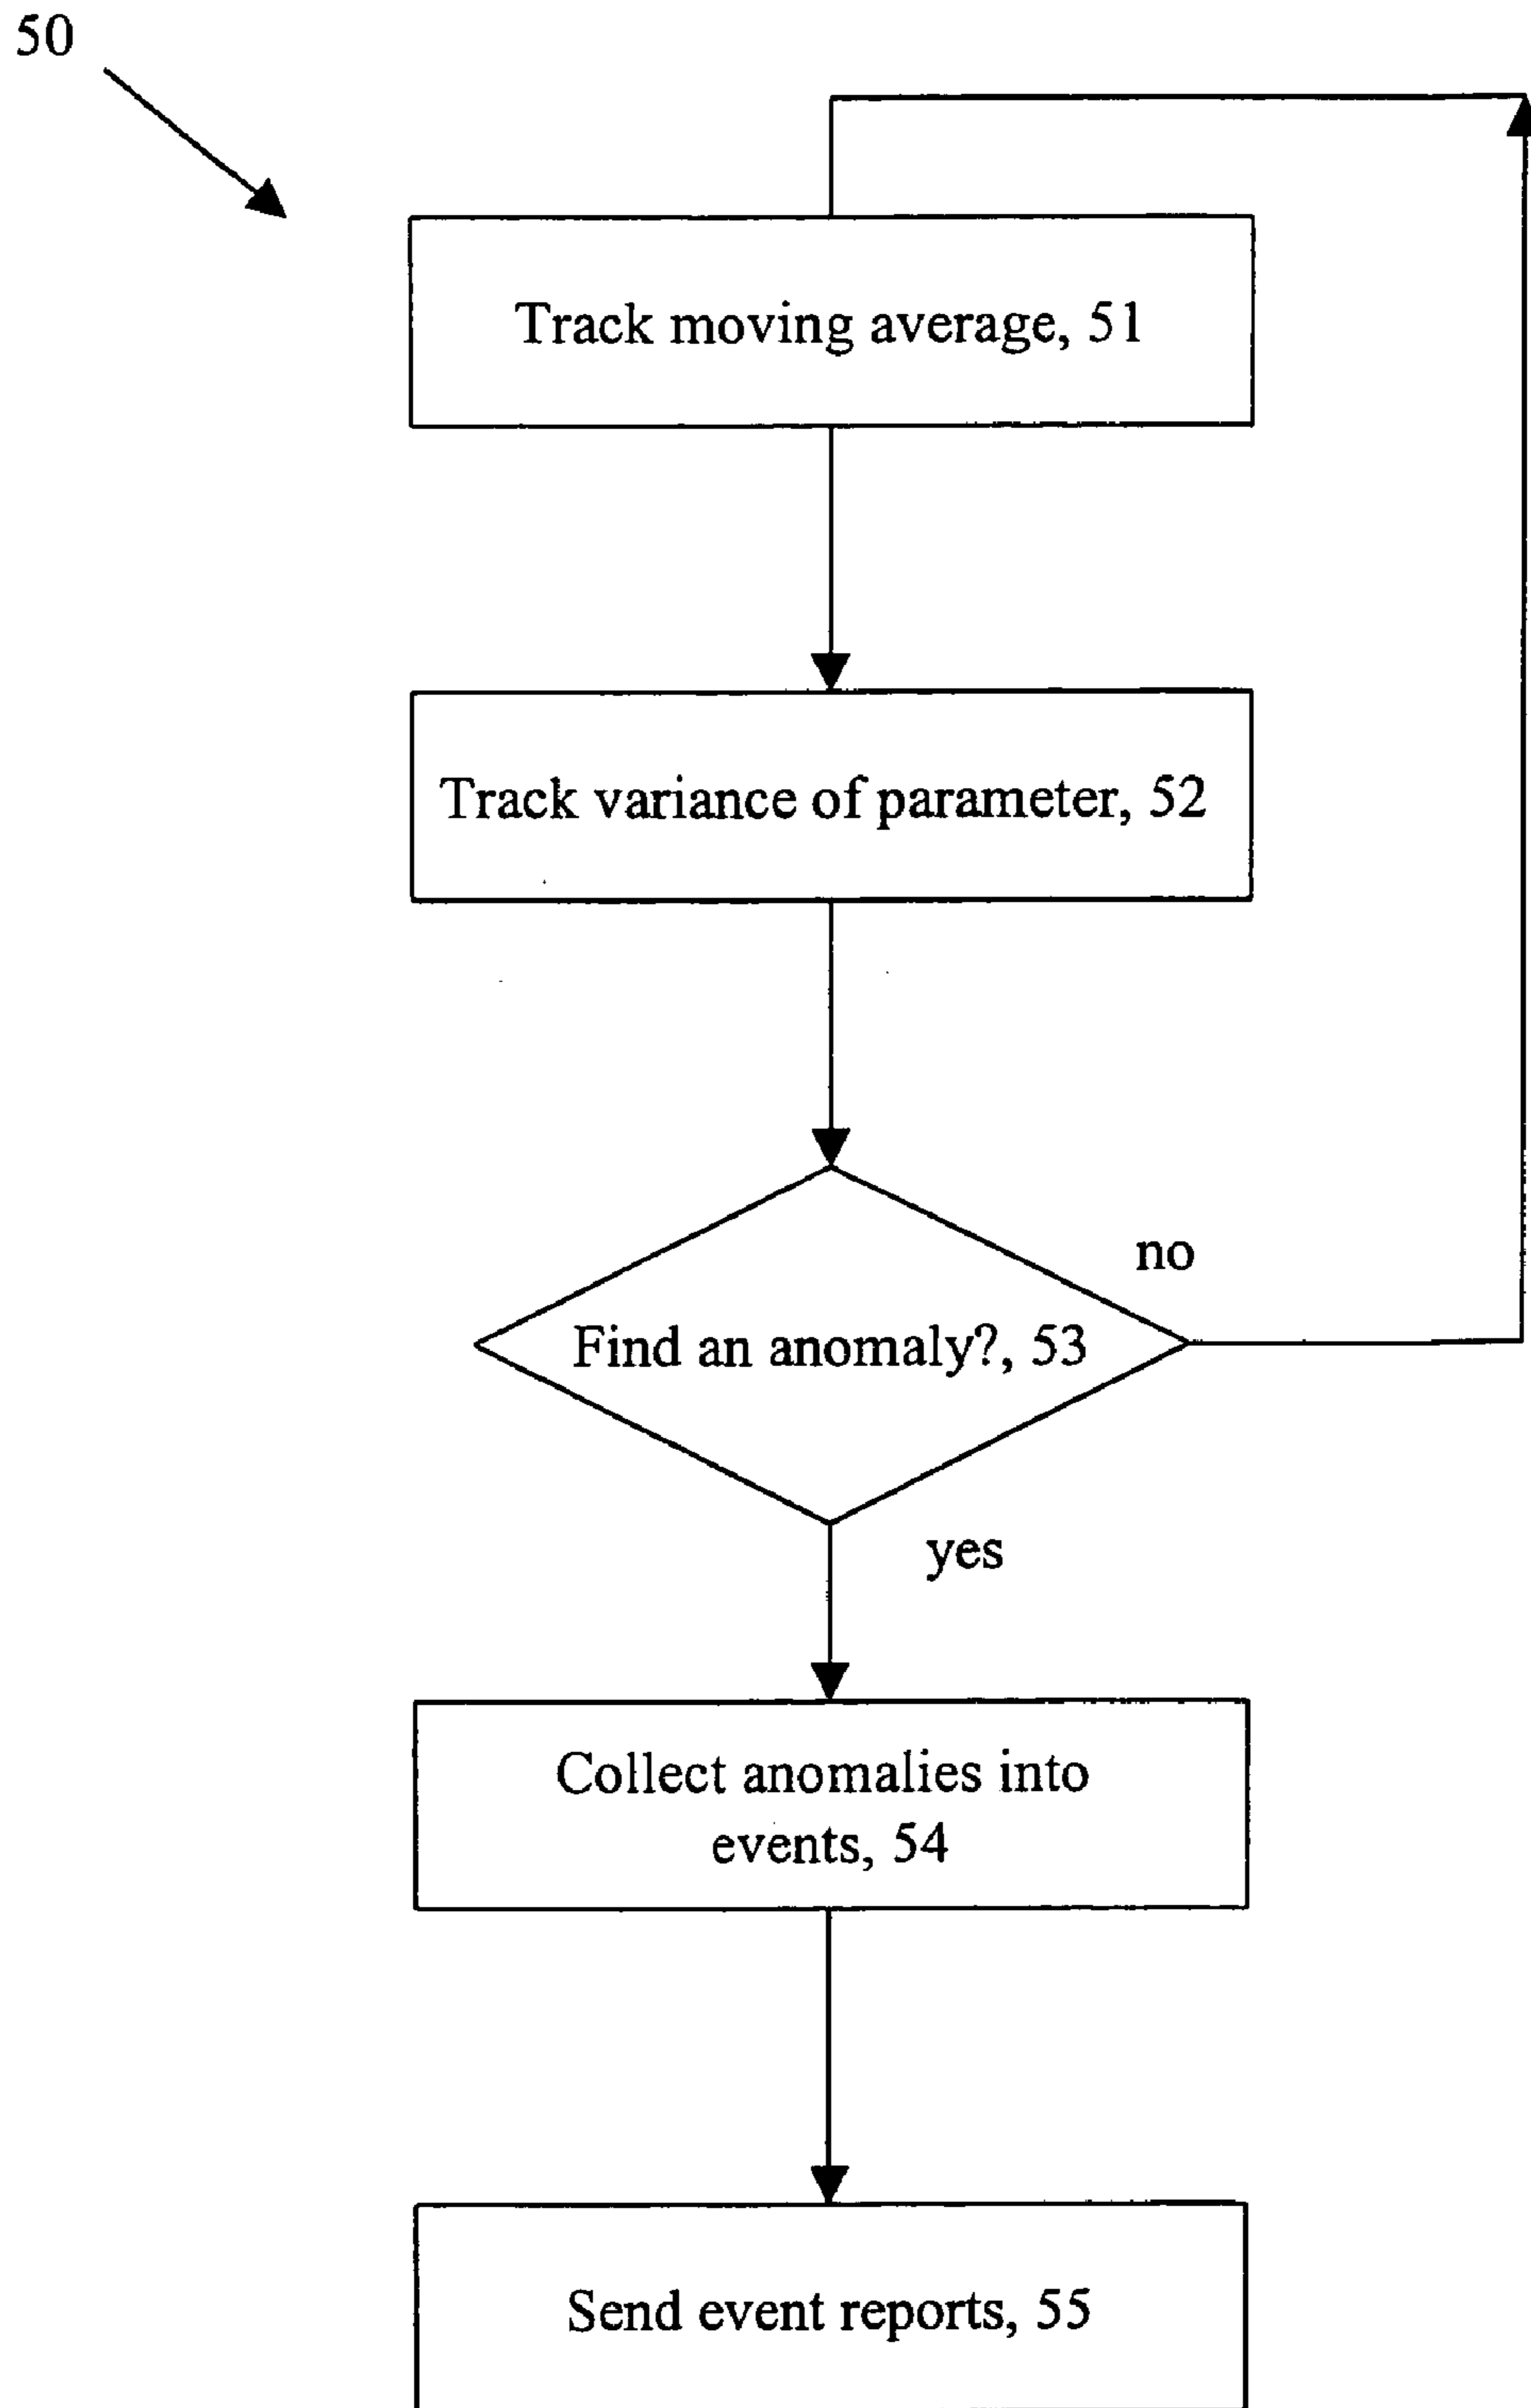 50
Track moving average, 51
Track variance of parameter, 52
Find an anomaly?, 53
no
yes
Collect anomalies into
events, 54
Send event reports, 55